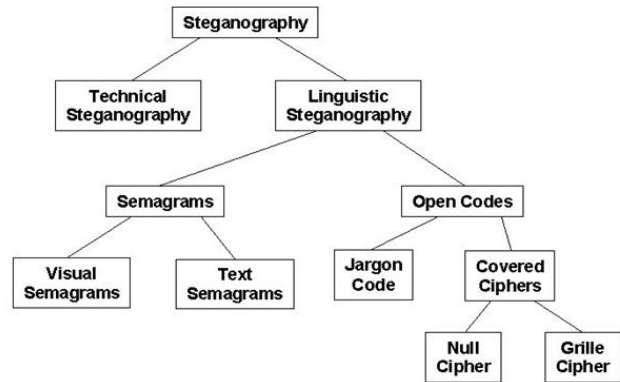 Steganography
Technical
Steganography
Linguistic
Steganography
Semagrams
Open Codes
Visual
Semagrams
Text
Semagrams
Jargon
Code
Covered
Ciphers
Null
Cipher
Grille
Cipher